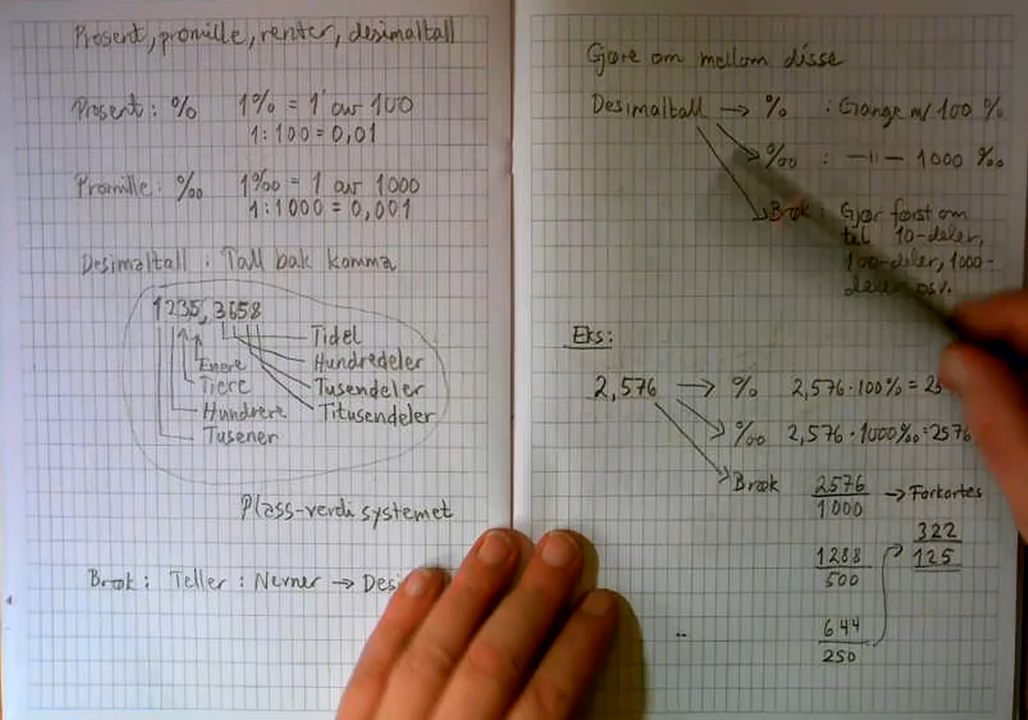 Prosent, promille, renter, desimaltall
Prosent: % 1% = 1 av 100
1:100 = 0,01
Promille: ‰ 1‰ = 1 av 1000
1:1000 = 0,001
Desimaltall: Tall bak komma
1235,3658
Tidel
Enere Hundredeler
Tiere Tusendeler
Hundrere Titusendeler
Tusener
Plass-verdi systemet
Brøk: Teller : Nevner → Des
Gjøre om mellom disse
Desimaltall → % : Gange m/ 100 %
‰ : —ıı— 1000 ‰
Brøk: Gjør først om
til 10-deler,
100-deler, 1000-
deler osv.
Eks:
2,576 → % 2,576·100% = 25
‰ 2,576·1000‰ = 2576
Brøk 2576/1000 → Forkortes
322/125
1288/500
644/250